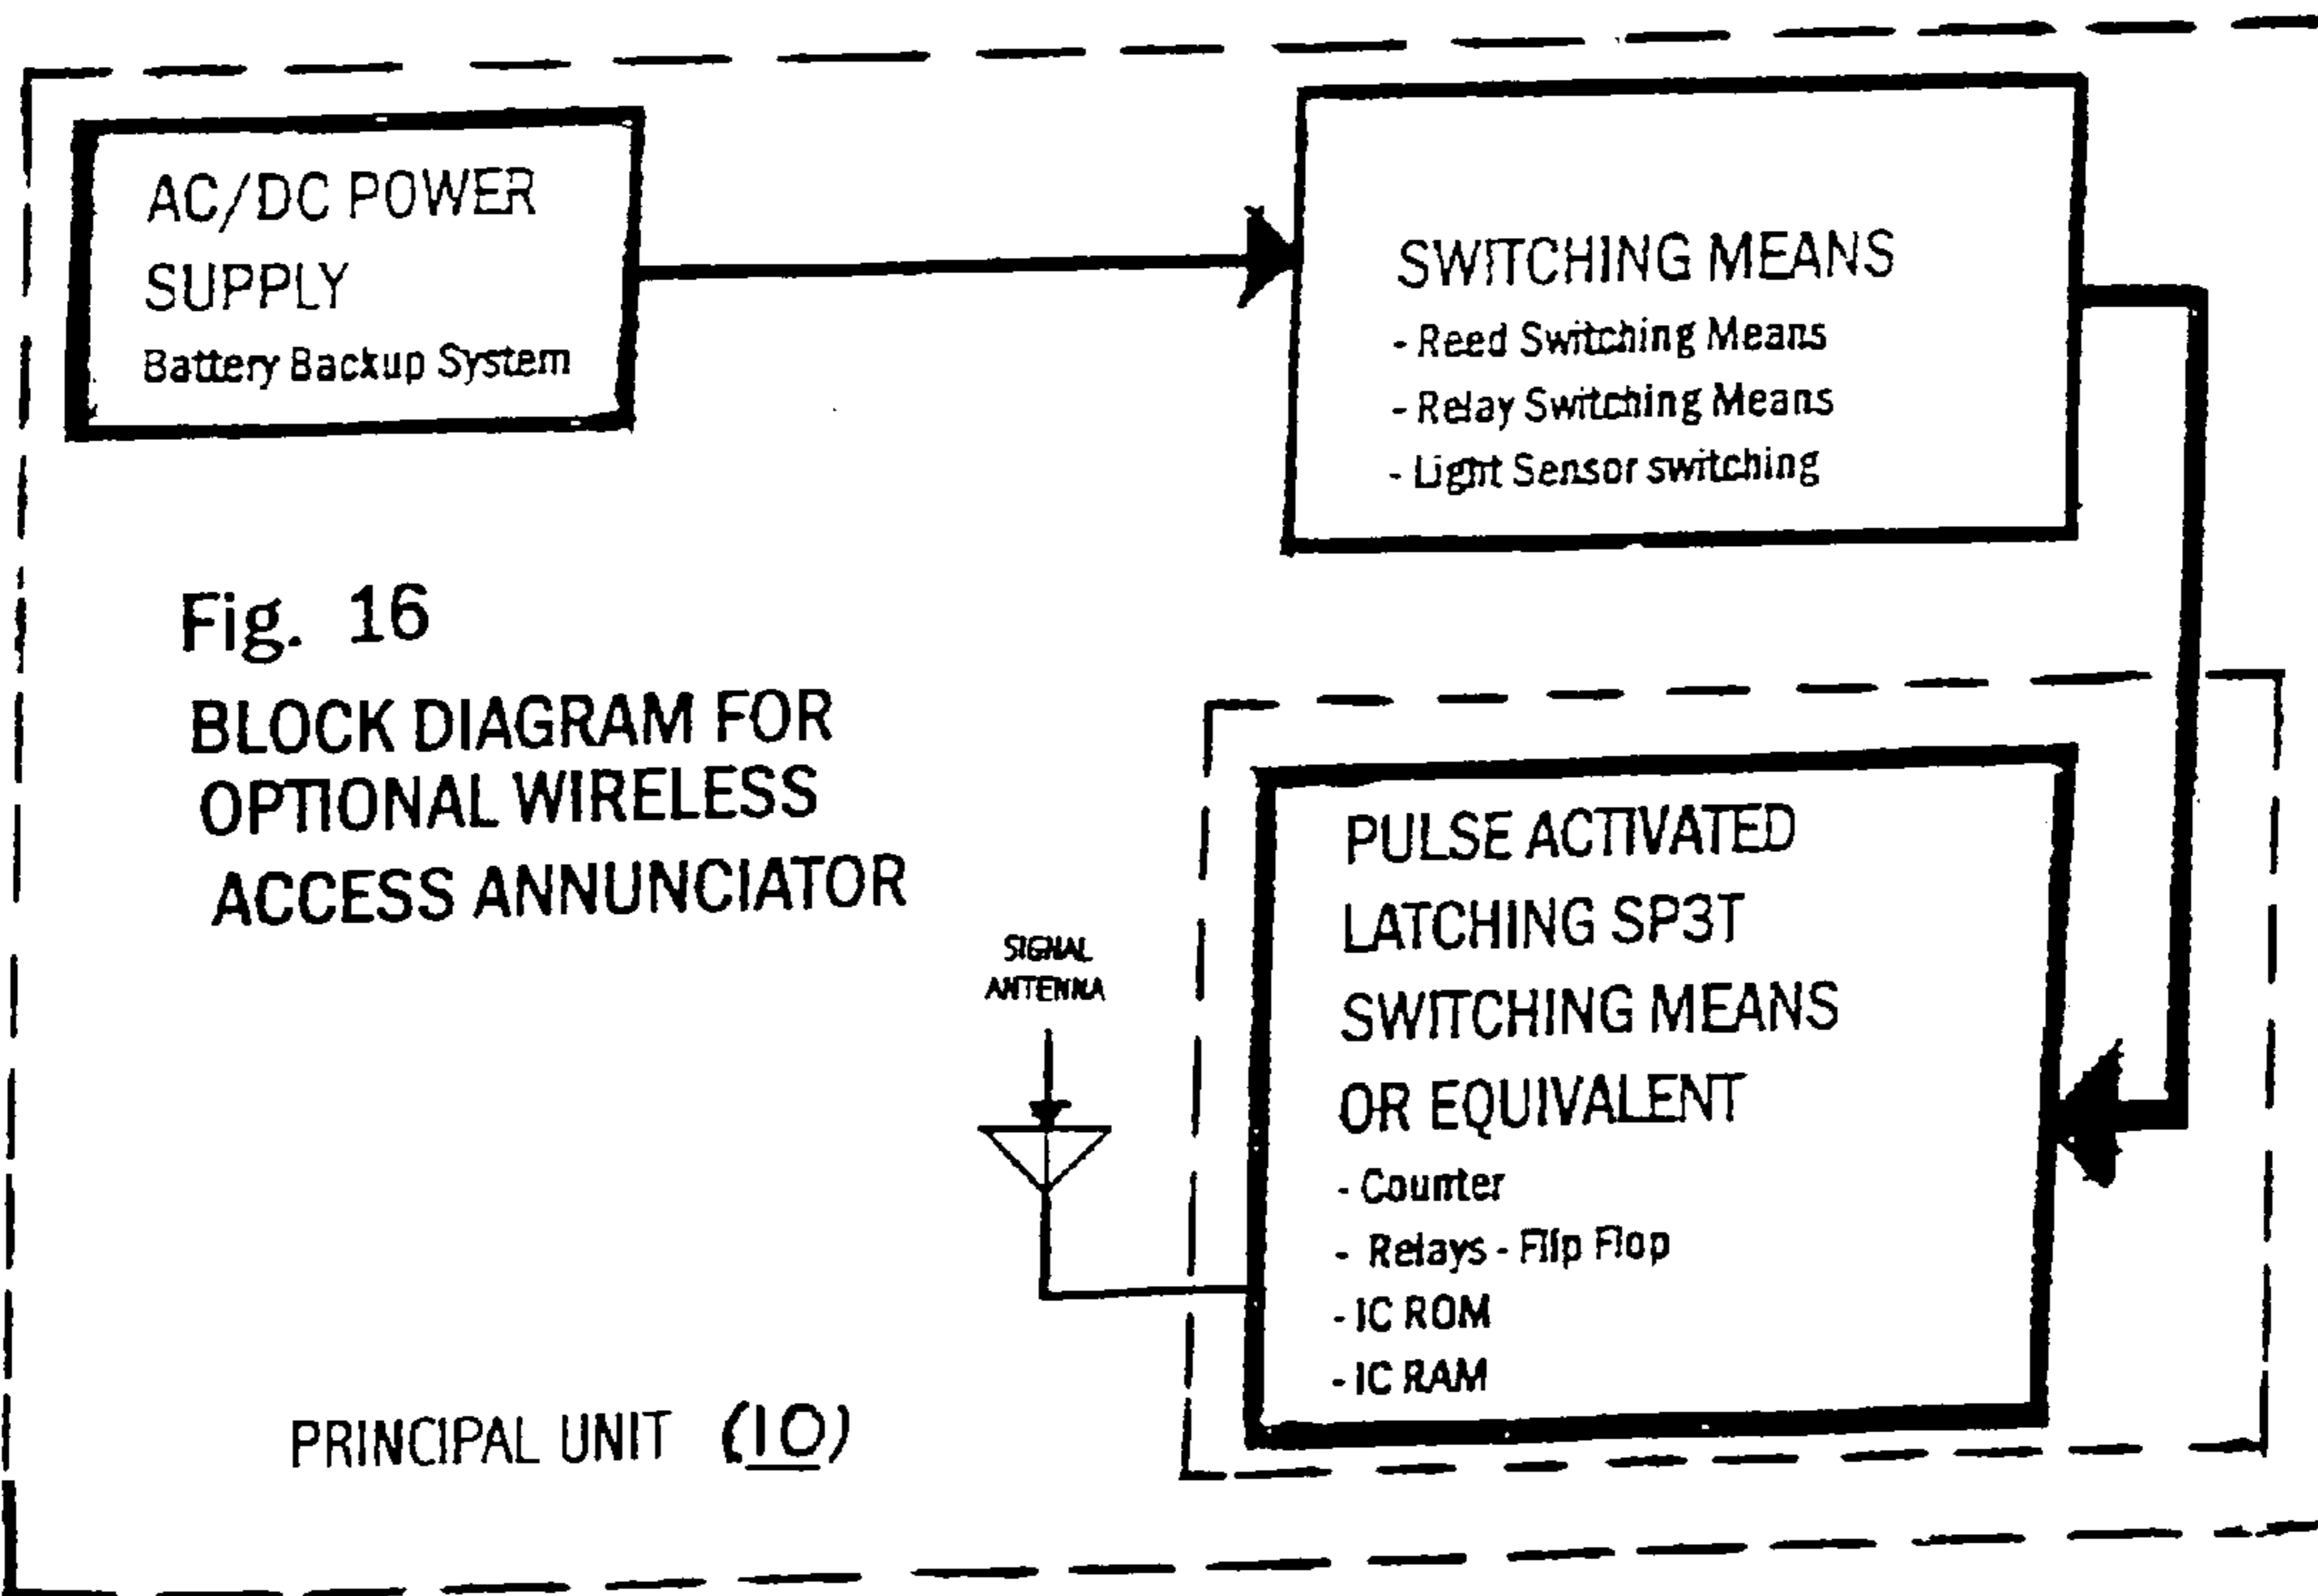 AC/DC POWER
SUPPLY
Battery Backup System
SWITCHING MEANS
- Reed Switching Means
- Relay Switching Means
- Light Sensor switching
Fig. 16
BLOCK DIAGRAM FOR
OPTIONAL WIRELESS
ACCESS ANNUNCIATOR
SIGNAL
ANTENNA
PULSE ACTIVATED
LATCHING SP3T
SWITCHING MEANS
OR EQUIVALENT
- Counter
- Relays - Flip Flop
- IC ROM
- IC RAM
PRINCIPAL UNIT (10)